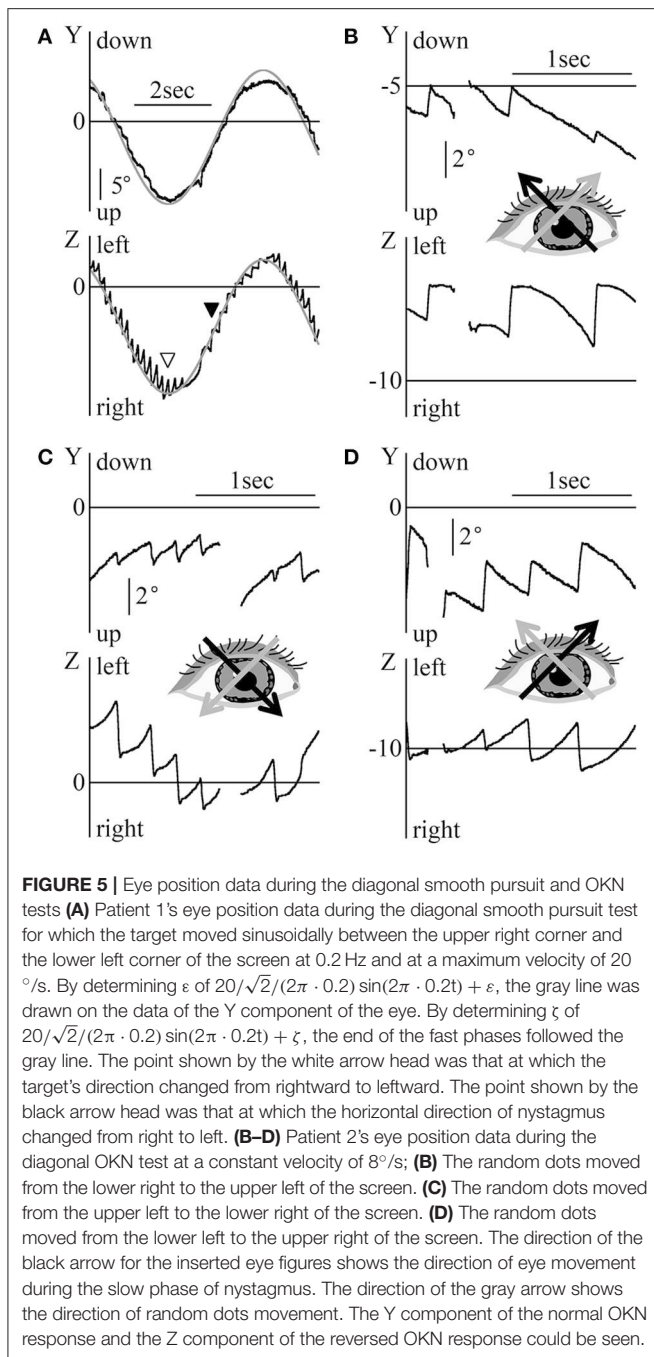 A Y down
2sec
0
5°
up
Z left
0
right
B Y
1sec
-5
2°
up
Z left
-10
right
C Y down
1sec
0
2°
up
Z left
0
right
D Y down
1sec
0
2°
up
Z left
-10
right
FIGURE 5 | Eye position data during the diagonal smooth pursuit and OKN
tests (A) Patient 1's eye position data during the diagonal smooth pursuit test
for which the target moved sinusoidally between the upper right corner and
the lower left corner of the screen at 0.2 Hz and at a maximum velocity of 20
°/s. By determining ε of 20/√2/(2π · 0.2) sin(2π · 0.2t) + ε, the gray line was
drawn on the data of the Y component of the eye. By determining ζ of
20/√2/(2π · 0.2) sin(2π · 0.2t) + ζ, the end of the fast phases followed the
gray line. The point shown by the white arrow head was that at which the
target's direction changed from rightward to leftward. The point shown by the
black arrow head was that at which the horizontal direction of nystagmus
changed from right to left. (B–D) Patient 2's eye position data during the
diagonal OKN test at a constant velocity of 8°/s; (B) The random dots moved
from the lower right to the upper left of the screen. (C) The random dots moved
from the upper left to the lower right of the screen. (D) The random dots
moved from the lower left to the upper right of the screen. The direction of the
black arrow for the inserted eye figures shows the direction of eye movement
during the slow phase of nystagmus. The direction of the gray arrow shows
the direction of random dots movement. The Y component of the normal OKN
response and the Z component of the reversed OKN response could be seen.